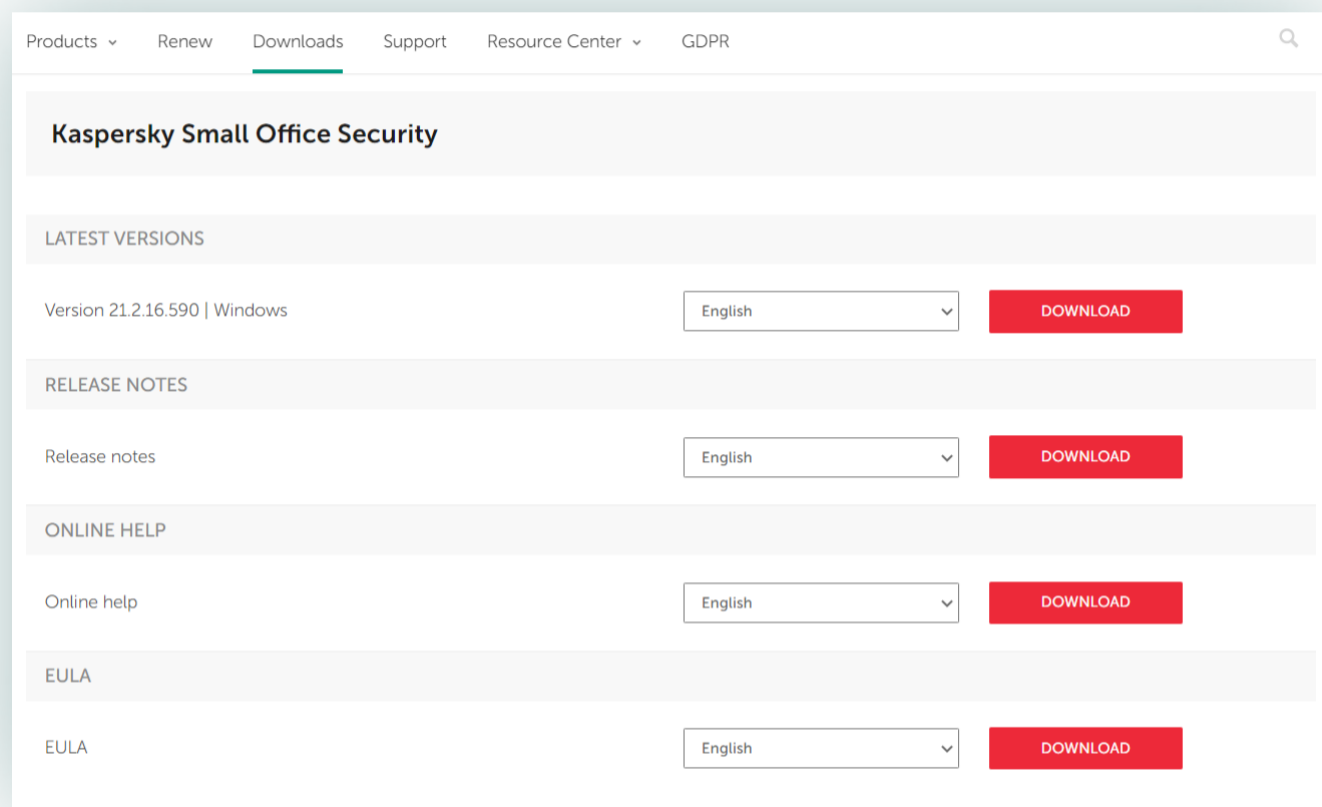 Products Renew Downloads Support Resource Center GDPR
Kaspersky Small Office Security
LATEST VERSIONS
Version 21.2.16.590 | Windows English DOWNLOAD
RELEASE NOTES
Release notes English DOWNLOAD
ONLINE HELP
Online help English DOWNLOAD
EULA
EULA English DOWNLOAD